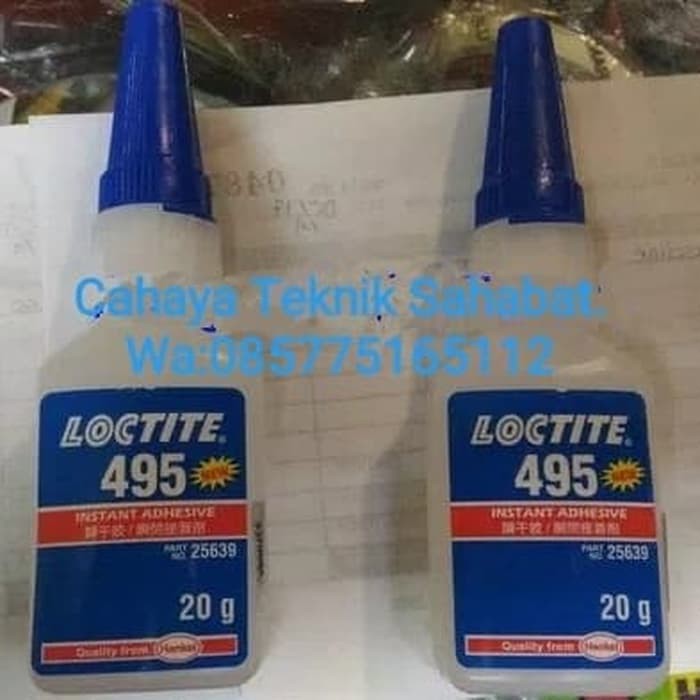 Cahaya Teknik Sahabat.
Wa:085775165112
LOCTITE®
495 NEW
INSTANT ADHESIVE
PART NO. 25639
20 g
Quality from Henkel
LOCTITE®
495 NEW
INSTANT ADHESIVE
PART NO. 25639
20 g
Quality from Henkel